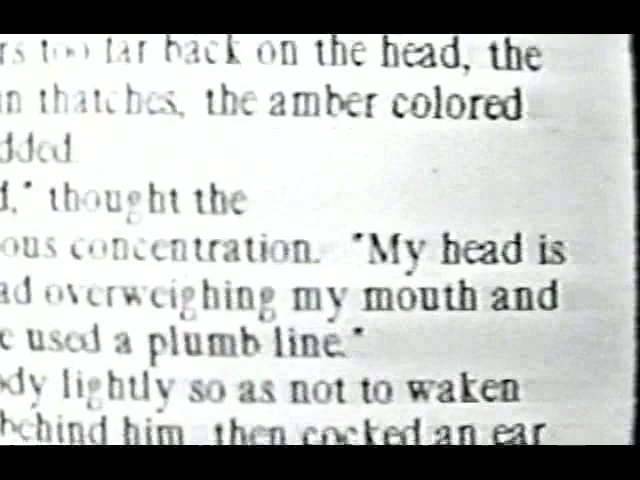 rs too far back on the head, the
n thatches, the amber colored
dded
d," thought the
ous concentration. "My head is
ad overweighing my mouth and
e used a plumb line."
dy lightly so as not to waken
behind him, then cocked an ear